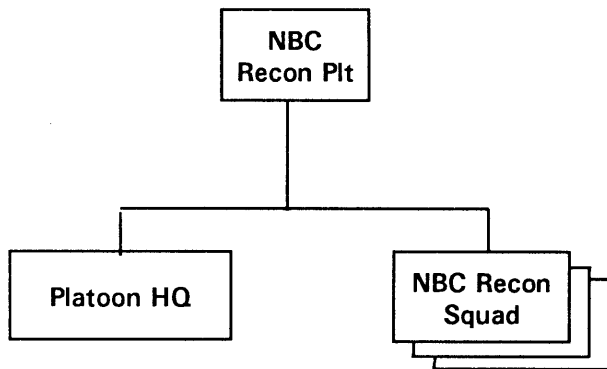 NBC
Recon Plt
Platoon HQ
NBC Recon
Squad